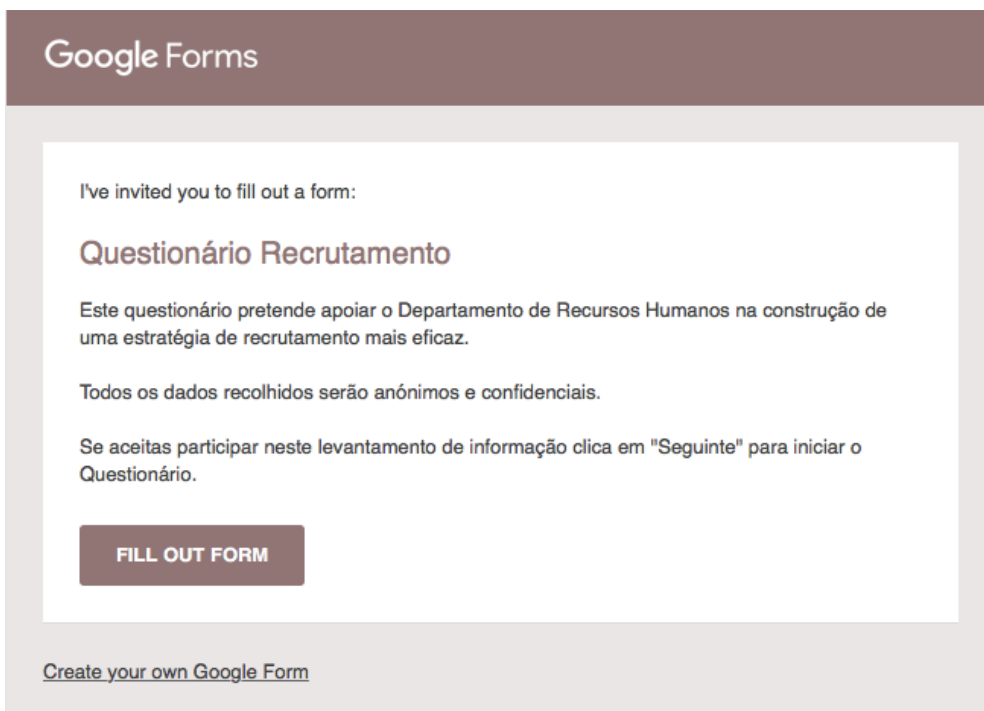 Google Forms
I've invited you to fill out a form:
Questionário Recrutamento
Este questionário pretende apoiar o Departamento de Recursos Humanos na construção de
uma estratégia de recrutamento mais eficaz.
Todos os dados recolhidos serão anónimos e confidenciais.
Se aceitas participar neste levantamento de informação clica em "Seguinte" para iniciar o
Questionário.
FILL OUT FORM
Create your own Google Form